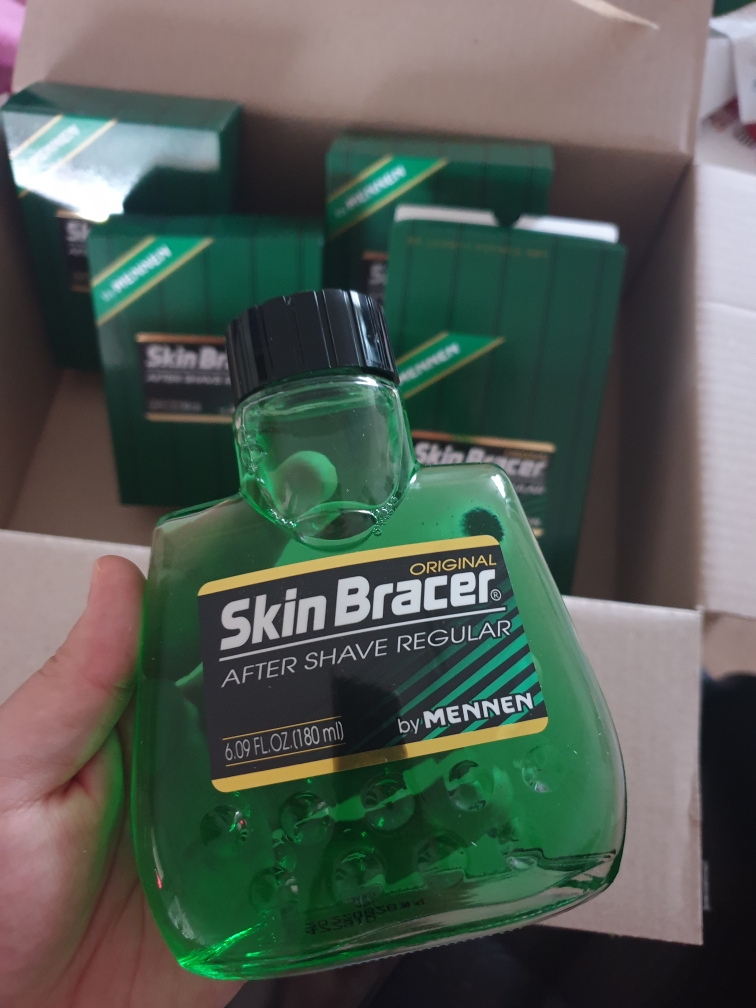 by MENNEN
by MENNEN
by MENNEN
MENNEN
Skin Bracer
ORIGINAL
Skin Bracer®
AFTER SHAVE REGULAR
6.09 FL.OZ.(180 ml)
by MENNEN